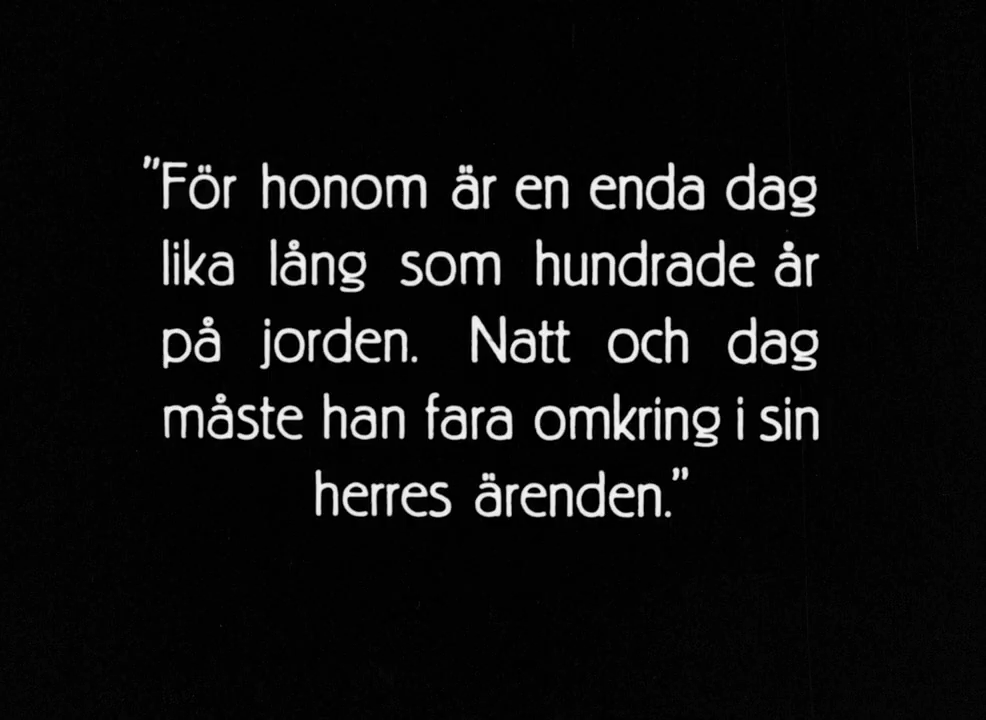 "För honom är en enda dag
lika lång som hundrade år
på jorden. Natt och dag
måste han fara omkring i sin
herres ärenden."